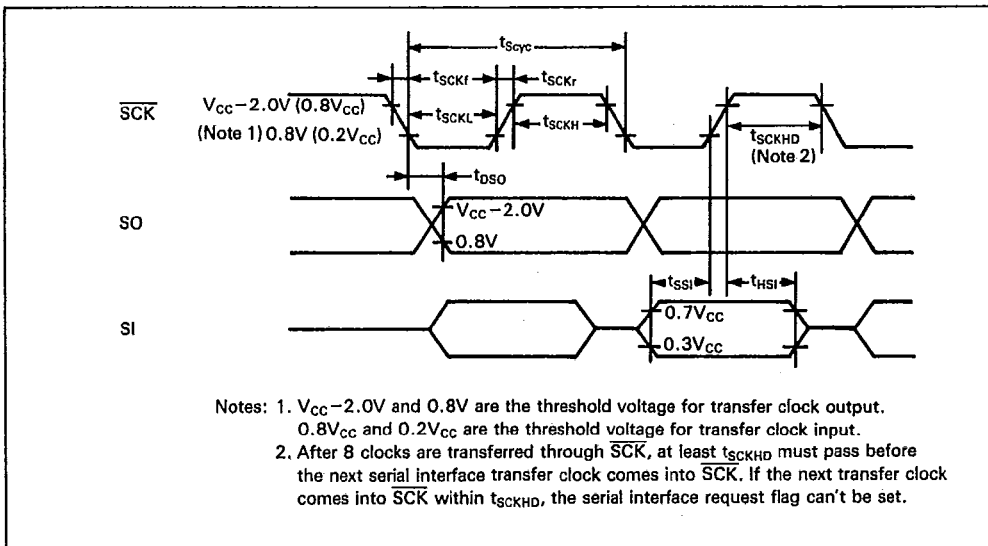 tScyc
tSCKf tSCKr
SCK VCC−2.0V (0.8VCC) tSCKL tSCKH tSCKHD
(Note 1) 0.8V (0.2VCC) (Note 2)
tDSO
SO VCC−2.0V
0.8V
tSSI tHSI
SI 0.7VCC
0.3VCC
Notes: 1. VCC−2.0V and 0.8V are the threshold voltage for transfer clock output.
0.8VCC and 0.2VCC are the threshold voltage for transfer clock input.
2. After 8 clocks are transferred through SCK, at least tSCKHD must pass before
the next serial interface transfer clock comes into SCK. If the next transfer clock
comes into SCK within tSCKHD, the serial interface request flag can't be set.